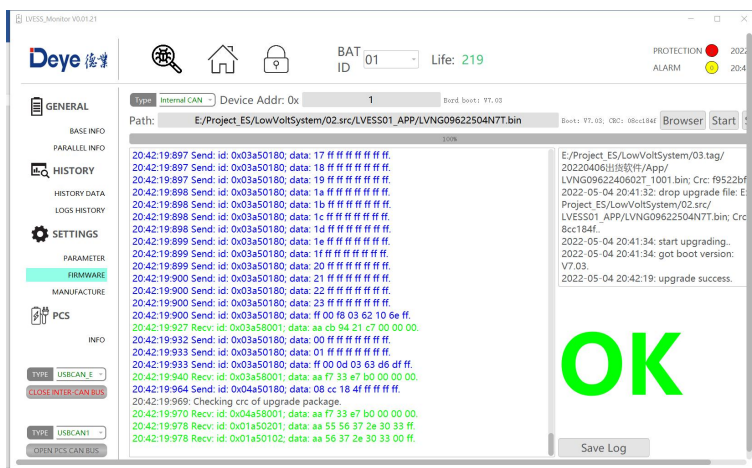 LVESS_Monitor V0.01.21
Deye 德業
BAT ID 01 Life: 219
PROTECTION 2022
ALARM 0 20:4
GENERAL
BASE INFO
PARALLEL INFO
HISTORY
HISTORY DATA
LOGS HISTORY
SETTINGS
PARAMETER
FIRMWARE
MANUFACTURE
PCS
INFO
TYPE USBCAN_E
CLOSE INTER-CAN BUS
TYPE USBCAN1
OPEN PCS CAN BUS
Type Internal CAN Device Addr: 0x 1 Bord boot: V7.03
Path: E:/Project_ES/LowVoltSystem/02.src/LVESS01_APP/LVNG09622504N7T.bin Boot: V7.03; CRC: 08cc184f Browser Start S
100%
20:42:19:897 Send: id: 0x03a50180; data: 17 ff ff ff ff ff ff ff.
20:42:19:897 Send: id: 0x03a50180; data: 18 ff ff ff ff ff ff ff.
20:42:19:897 Send: id: 0x03a50180; data: 19 ff ff ff ff ff ff ff.
20:42:19:898 Send: id: 0x03a50180; data: 1a ff ff ff ff ff ff ff.
20:42:19:898 Send: id: 0x03a50180; data: 1b ff ff ff ff ff ff ff.
20:42:19:898 Send: id: 0x03a50180; data: 1c ff ff ff ff ff ff ff.
20:42:19:898 Send: id: 0x03a50180; data: 1d ff ff ff ff ff ff ff.
20:42:19:899 Send: id: 0x03a50180; data: 1e ff ff ff ff ff ff ff.
20:42:19:899 Send: id: 0x03a50180; data: 1f ff ff ff ff ff ff ff.
20:42:19:899 Send: id: 0x03a50180; data: 20 ff ff ff ff ff ff ff.
20:42:19:900 Send: id: 0x03a50180; data: 21 ff ff ff ff ff ff ff.
20:42:19:900 Send: id: 0x03a50180; data: 22 ff ff ff ff ff ff ff.
20:42:19:900 Send: id: 0x03a50180; data: 23 ff ff ff ff ff ff ff.
20:42:19:900 Send: id: 0x03a50180; data: ff 00 f8 03 62 10 6e ff.
20:42:19:927 Recv: id: 0x03a58001; data: aa cb 94 21 c7 00 00 00.
20:42:19:932 Send: id: 0x03a50180; data: 00 ff ff ff ff ff ff ff.
20:42:19:933 Send: id: 0x03a50180; data: 01 ff ff ff ff ff ff ff.
20:42:19:933 Send: id: 0x03a50180; data: ff 00 0d 03 63 d6 df ff.
20:42:19:940 Recv: id: 0x03a58001; data: aa f7 33 e7 b0 00 00 00.
20:42:19:964 Send: id: 0x04a50180; data: 08 cc 18 4f ff ff ff ff.
20:42:19:969: Checking crc of upgrade package.
20:42:19:970 Recv: id: 0x04a58001; data: aa f7 33 e7 b0 00 00 00.
20:42:19:978 Recv: id: 0x01a50201; data: aa 55 56 37 2e 30 33 ff.
20:42:19:978 Recv: id: 0x01a50102; data: aa 56 37 2e 30 33 00 ff.
E:/Project_ES/LowVoltSystem/03.tag/
20220406出货软件/App/
LVNG0962240602T_1001.bin; Crc: f9522bf
2022-05-04 20:41:32: drop upgrade file: E:
Project_ES/LowVoltSystem/02.src/
LVESS01_APP/LVNG09622504N7T.bin; Crc
8cc184f..
2022-05-04 20:41:34: start upgrading..
2022-05-04 20:41:34: got boot version:
V7.03.
2022-05-04 20:42:19: upgrade success.
OK
Save Log